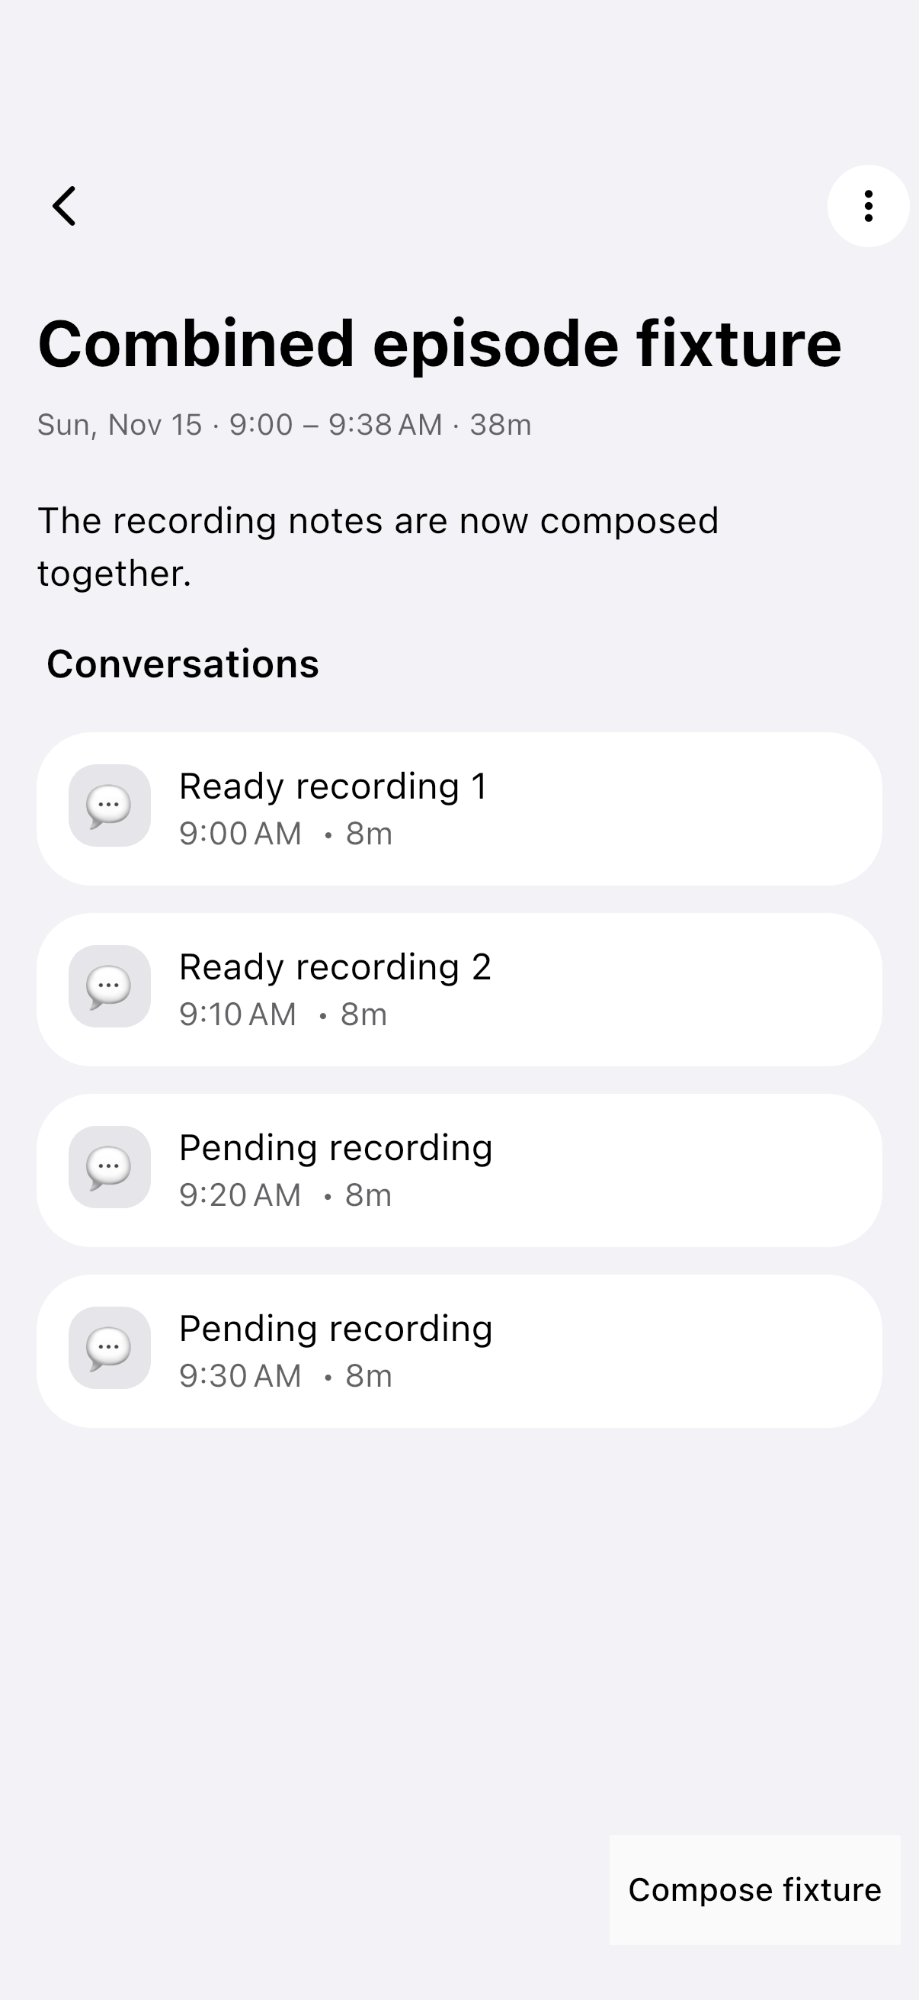 Combined episode fixture
Sun, Nov 15 · 9:00 – 9:38 AM · 38m
The recording notes are now composed
together.
Conversations
Ready recording 1
9:00 AM • 8m
Ready recording 2
9:10 AM • 8m
Pending recording
9:20 AM • 8m
Pending recording
9:30 AM • 8m
Compose fixture